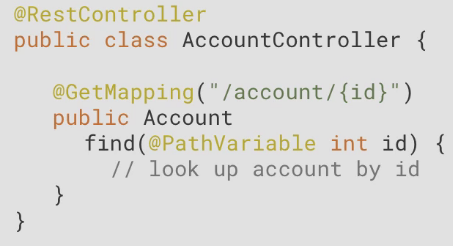 @RestController
public class AccountController {
@GetMapping("/account/{id}")
public Account
find(@PathVariable int id) {
// look up account by id
}
}